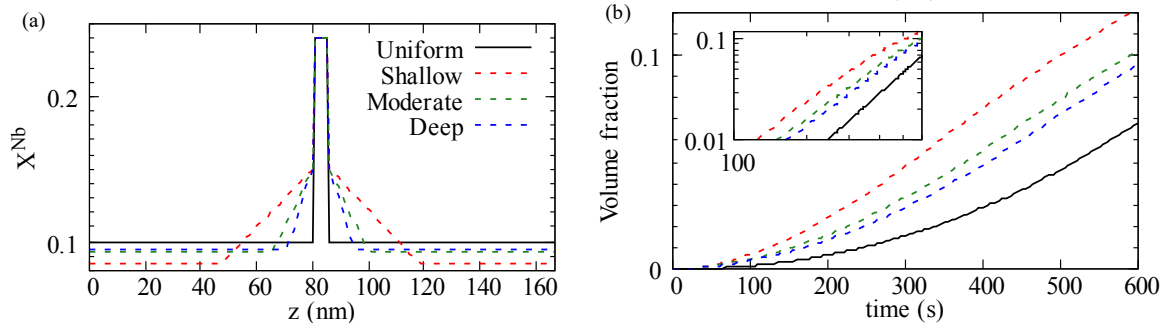 (a)
Uniform
Shallow
Moderate
Deep
0.2
0.1
X^Nb
0 20 40 60 80 100 120 140 160
z (nm)
(b)
0.1
0
Volume fraction
0.1
0.01
100
0 100 200 300 400 500 600
time (s)